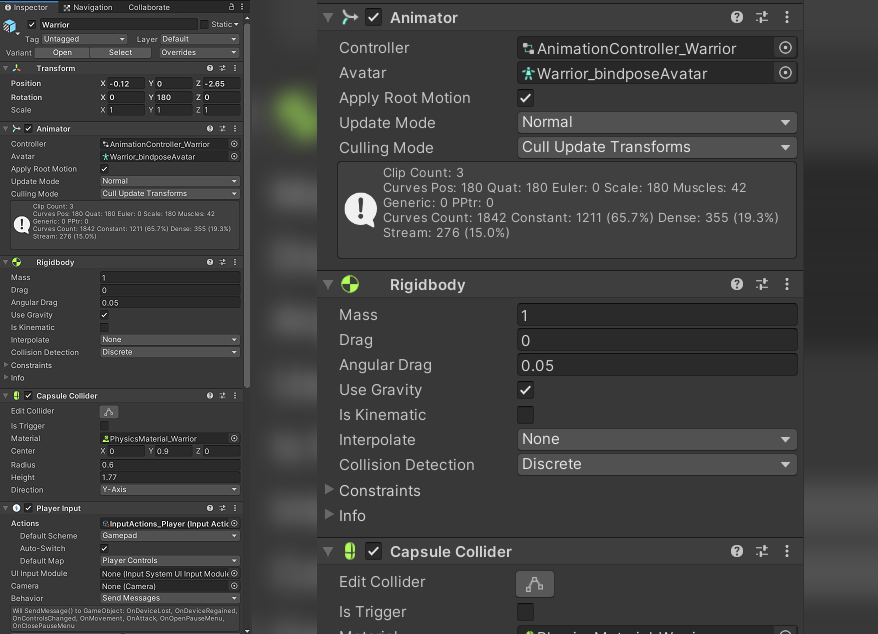 Inspector Navigation Collaborate
Warrior Static
Tag Untagged Layer Default
Variant Open Select Overrides
Transform
Position X -0.12 Y 0 Z -2.65
Rotation X 0 Y 180 Z 0
Scale X 1 Y 1 Z 1
Animator
Controller AnimationController_Warrior
Avatar Warrior_bindposeAvatar
Apply Root Motion
Update Mode Normal
Culling Mode Cull Update Transforms
Clip Count: 3
Curves Pos: 180 Quat: 180 Euler: 0 Scale: 180 Muscles: 42
Generic: 0 PPtr: 0
Curves Count: 1842 Constant: 1211 (65.7%) Dense: 355 (19.3%)
Stream: 276 (15.0%)
Rigidbody
Mass 1
Drag 0
Angular Drag 0.05
Use Gravity
Is Kinematic
Interpolate None
Collision Detection Discrete
Constraints
Info
Capsule Collider
Edit Collider
Is Trigger
Material PhysicsMaterial_Warrior
Center X 0 Y 0.9 Z 0
Radius 0.6
Height 1.77
Direction Y-Axis
Player Input
Actions InputActions_Player (Input Actic
Default Scheme Gamepad
Auto-Switch
Default Map Player Controls
UI Input Module None (Input System UI Input Module
Camera None (Camera)
Behavior Send Messages
Will SendMessage() to GameObject: OnDeviceLost, OnDeviceRegained,
OnControlsChanged, OnMovement, OnAttack, OnOpenPauseMenu,
OnClosePauseMenu
Animator
Controller AnimationController_Warrior
Avatar Warrior_bindposeAvatar
Apply Root Motion
Update Mode Normal
Culling Mode Cull Update Transforms
Clip Count: 3
Curves Pos: 180 Quat: 180 Euler: 0 Scale: 180 Muscles: 42
Generic: 0 PPtr: 0
Curves Count: 1842 Constant: 1211 (65.7%) Dense: 355 (19.3%)
Stream: 276 (15.0%)
Rigidbody
Mass 1
Drag 0
Angular Drag 0.05
Use Gravity
Is Kinematic
Interpolate None
Collision Detection Discrete
Constraints
Info
Capsule Collider
Edit Collider
Is Trigger